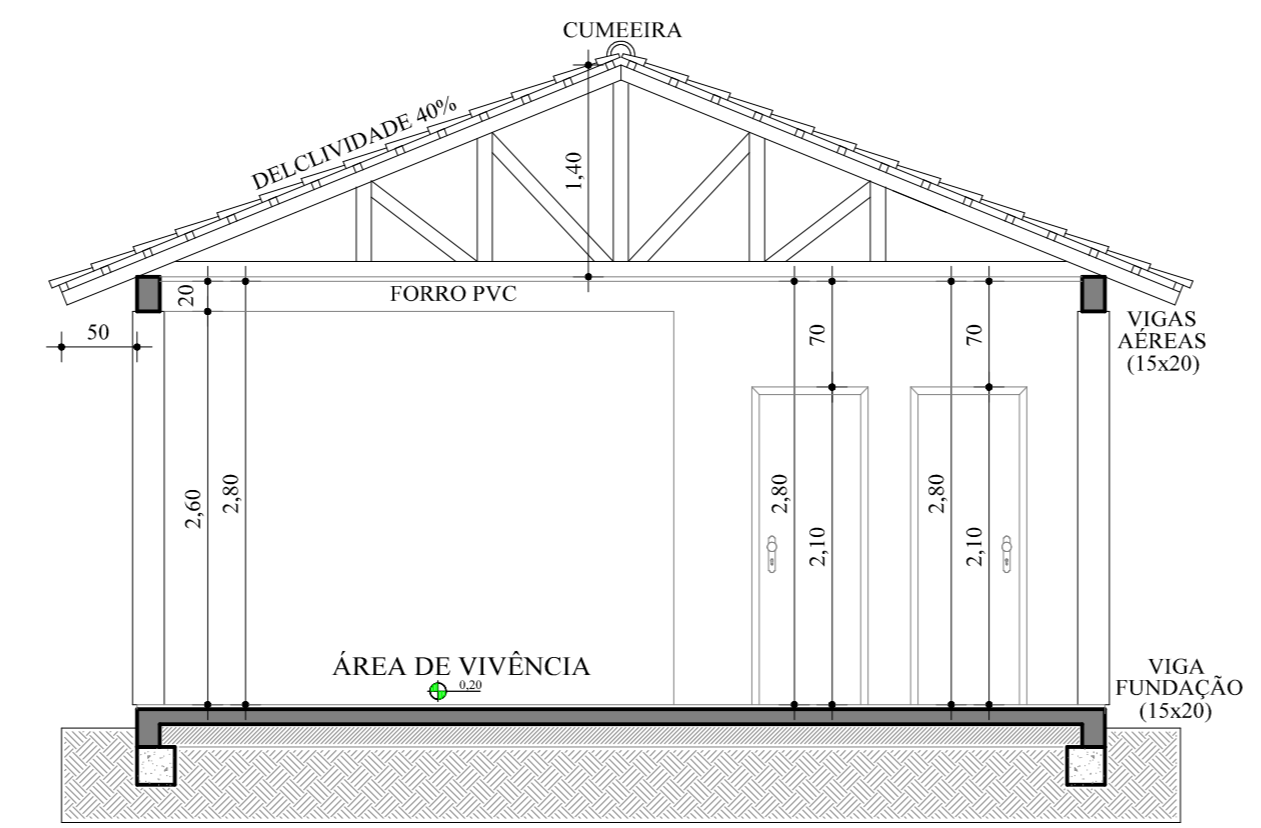 CUMEEIRA
DELCLIVIDADE 40%
1,40
20
FORRO PVC
50
70
70
VIGAS
AÉREAS
(15x20)
2,60
2,80
2,80
2,10
2,80
2,10
ÁREA DE VIVÊNCIA
0,20
VIGA
FUNDAÇÃO
(15x20)